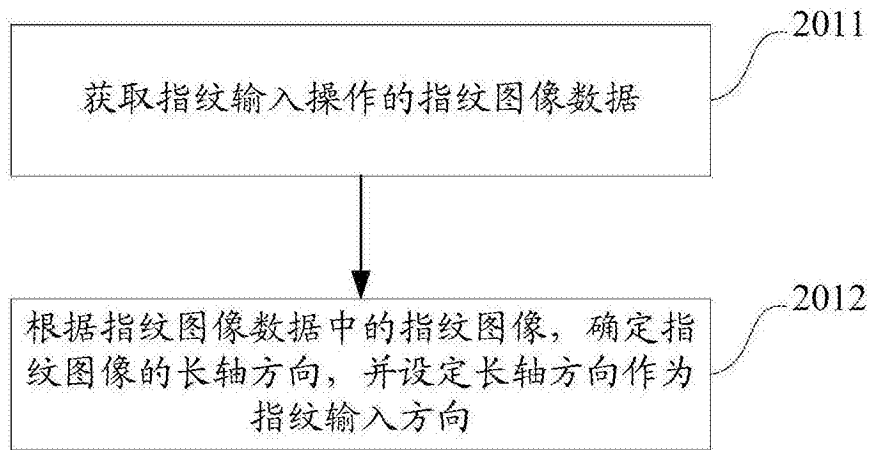 2011
获取指纹输入操作的指纹图像数据
2012
根据指纹图像数据中的指纹图像，确定指
纹图像的长轴方向，并设定长轴方向作为
指纹输入方向